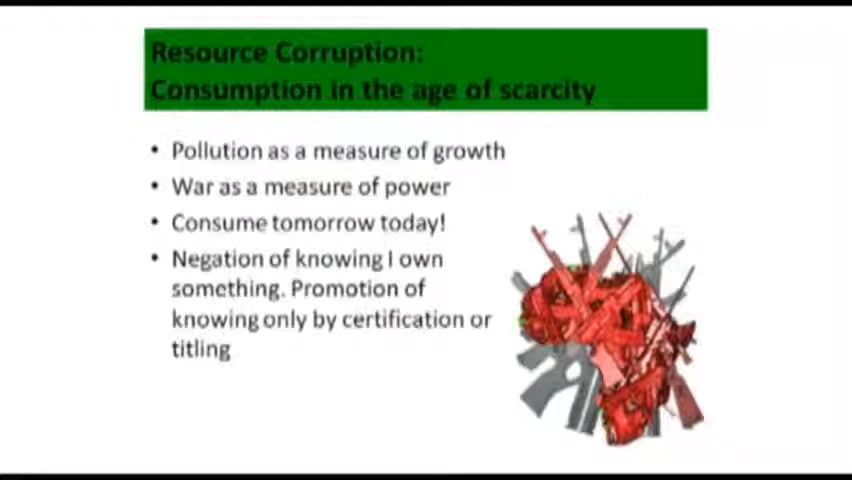 Resource Corruption:
Consumption in the age of scarcity
• Pollution as a measure of growth
• War as a measure of power
• Consume tomorrow today!
• Negation of knowing I own
something. Promotion of
knowing only by certification or
titling